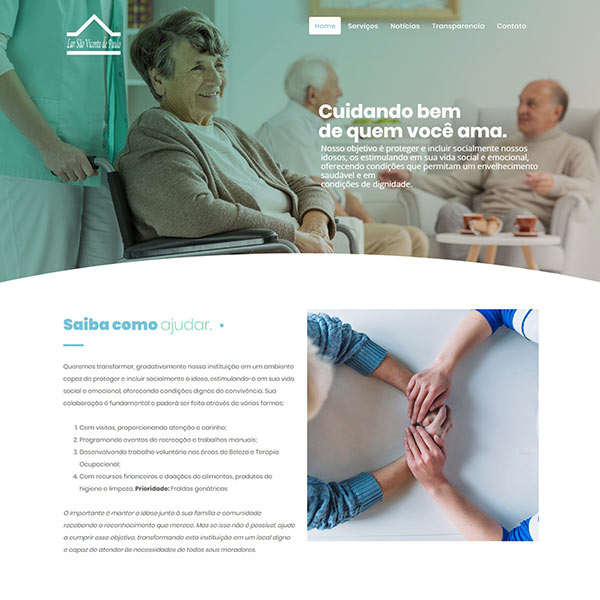 Lar São Vicente de Paulo
Home Serviços Notícias Transparencia Contato
Cuidando bem
de quem você ama.
Nosso objetivo é proteger e incluir socialmente nossos
idosos, os estimulando em sua vida social e emocional,
oferecendo condições que permitam um envelhecimento
saudável e em
condições de dignidade.
Saiba como ajudar.
Queremos transformar, gradativamente nossa instituição em um ambiente
capaz de proteger e incluir socialmente o idoso, estimulando-o em sua vida
social e emocional, oferecendo condições dignas de convivência. Sua
colaboração é fundamental e poderá ser feita através de várias formas:
1. Com visitas, proporcionando atenção e carinho;
2. Programando eventos de recreação e trabalhos manuais;
3. Desenvolvendo trabalho voluntário nas áreas de Beleza e Terapia
Ocupacional;
4. Com recursos financeiros e doações de alimentos, produtos de
higiene e limpeza. Prioridade: Fraldas geriátricas
O importante é manter o idoso junto à sua família e comunidade
recebendo o reconhecimento que merece. Mas se isso não é possível, ajude
a cumprir esse objetivo, transformando esta instituição em um local digno
e capaz de atender às necessidades de todos seus moradores.